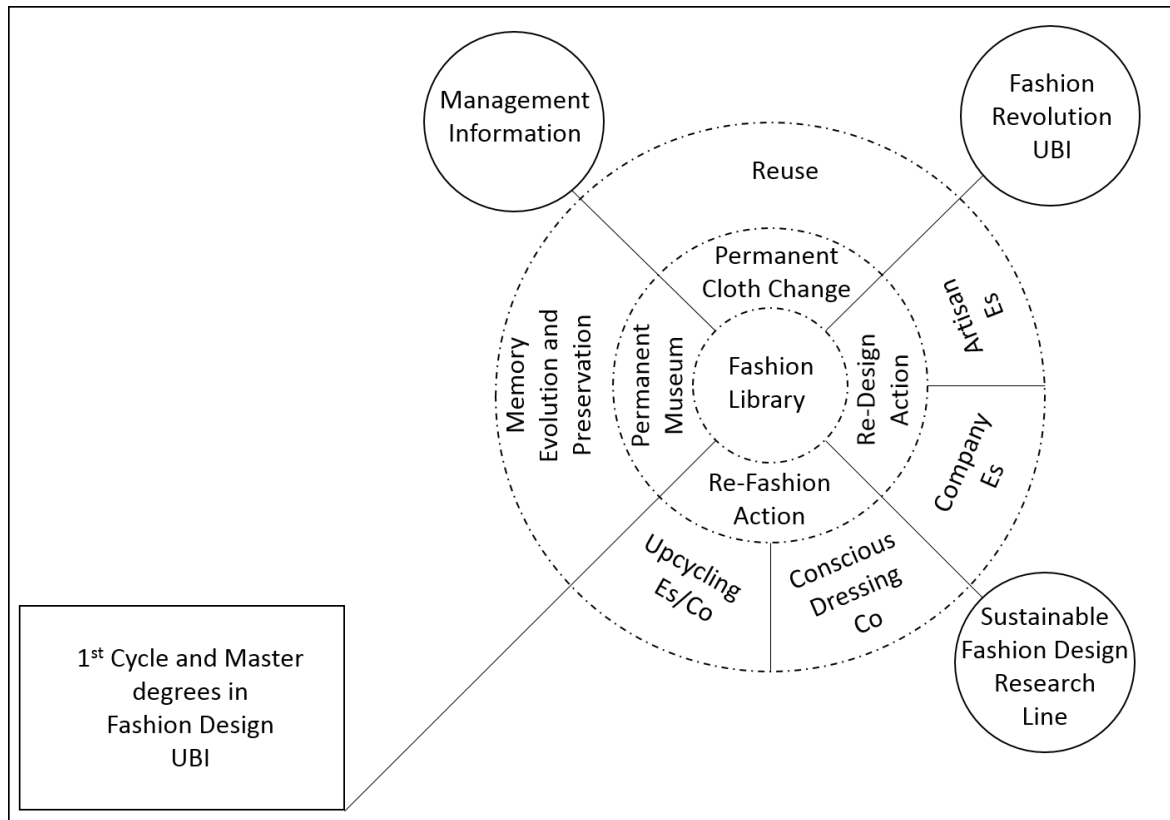 Management
Information
Fashion
Revolution
UBI
Reuse
Permanent
Cloth Change
Artisan
Es
Memory
Evolution and
Preservation
Permanent
Museum
Fashion
Library
Re-Design
Action
Company
Es
Re-Fashion
Action
Upcycling
Es/Co
Conscious
Dressing
Co
Sustainable
Fashion Design
Research
Line
1st Cycle and Master
degrees in
Fashion Design
UBI